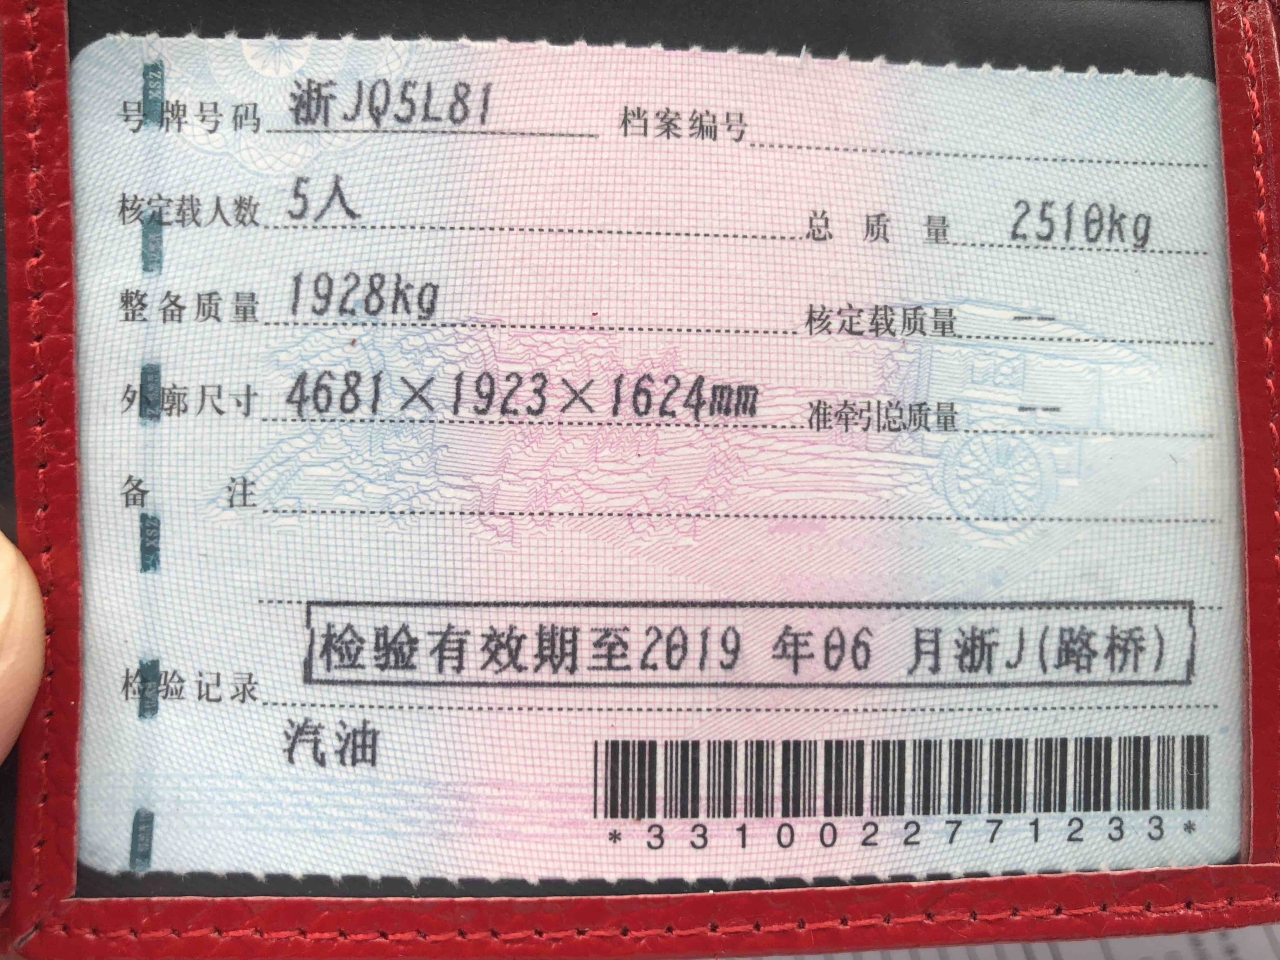 号牌号码 浙JQ5L81 档案编号
核定载人数 5人 总质量 2510kg
整备质量 1928kg 核定载质量 --
外廓尺寸 4681×1923×1624mm 准牵引总质量 --
备注
检验记录 检验有效期至2019 年06 月浙J(路桥)
汽油
*3310022771233*